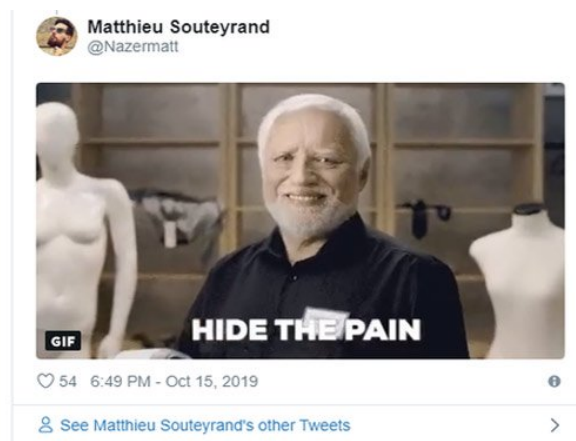 Matthieu Souteyrand
@Nazermatt
HIDE THE PAIN
GIF
54 6:49 PM - Oct 15, 2019
See Matthieu Souteyrand's other Tweets